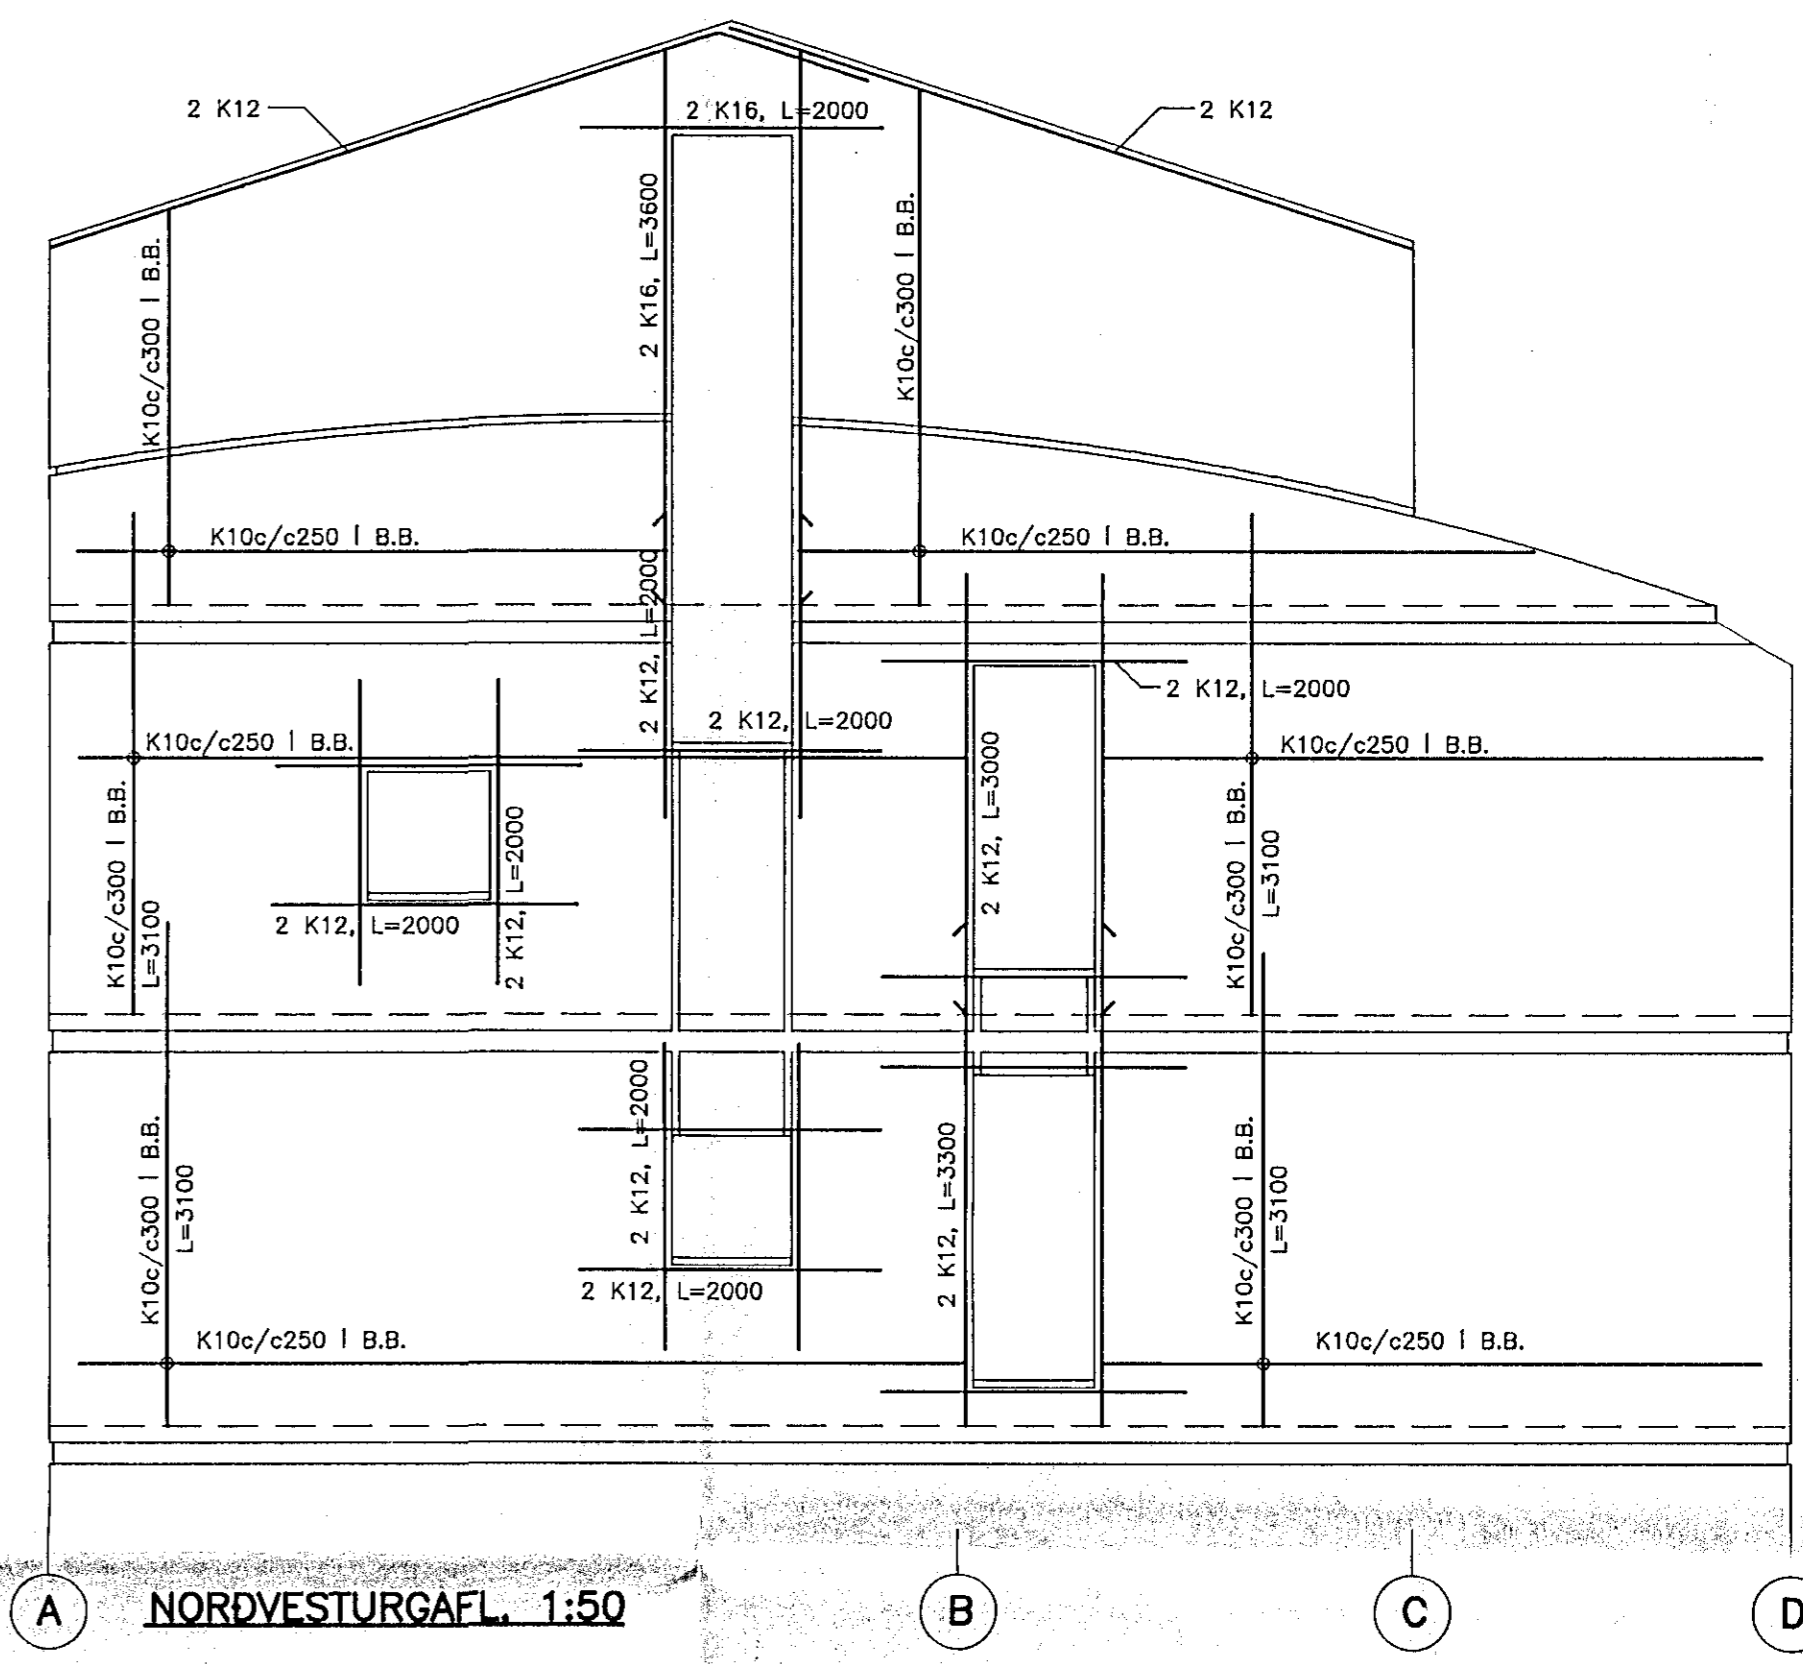 2 K12
2 K16, L=2000
2 K12
2 K16, L=3600
K10c/c300 I B.B.
K10c/c300 I B.B.
K10c/c250 I B.B.
K10c/c250 I B.B.
2 K12, L=2000
2 K12, L=2000
2 K12, L=2000
K10c/c250 I B.B.
K10c/c250 I B.B.
2 K12, L=3000
K10c/c300 I B.B.
L=3100
2 K12, L=2000
2 K12, L=2000
K10c/c300 I B.B.
L=3100
2 K12, L=2000
K10c/c300 I B.B.
L=3100
2 K12, L=3300
K10c/c300 I B.B.
L=3100
2 K12, L=2000
K10c/c250 I B.B.
K10c/c250 I B.B.
A
NORÐVESTURGAFL. 1:50
B
C
D